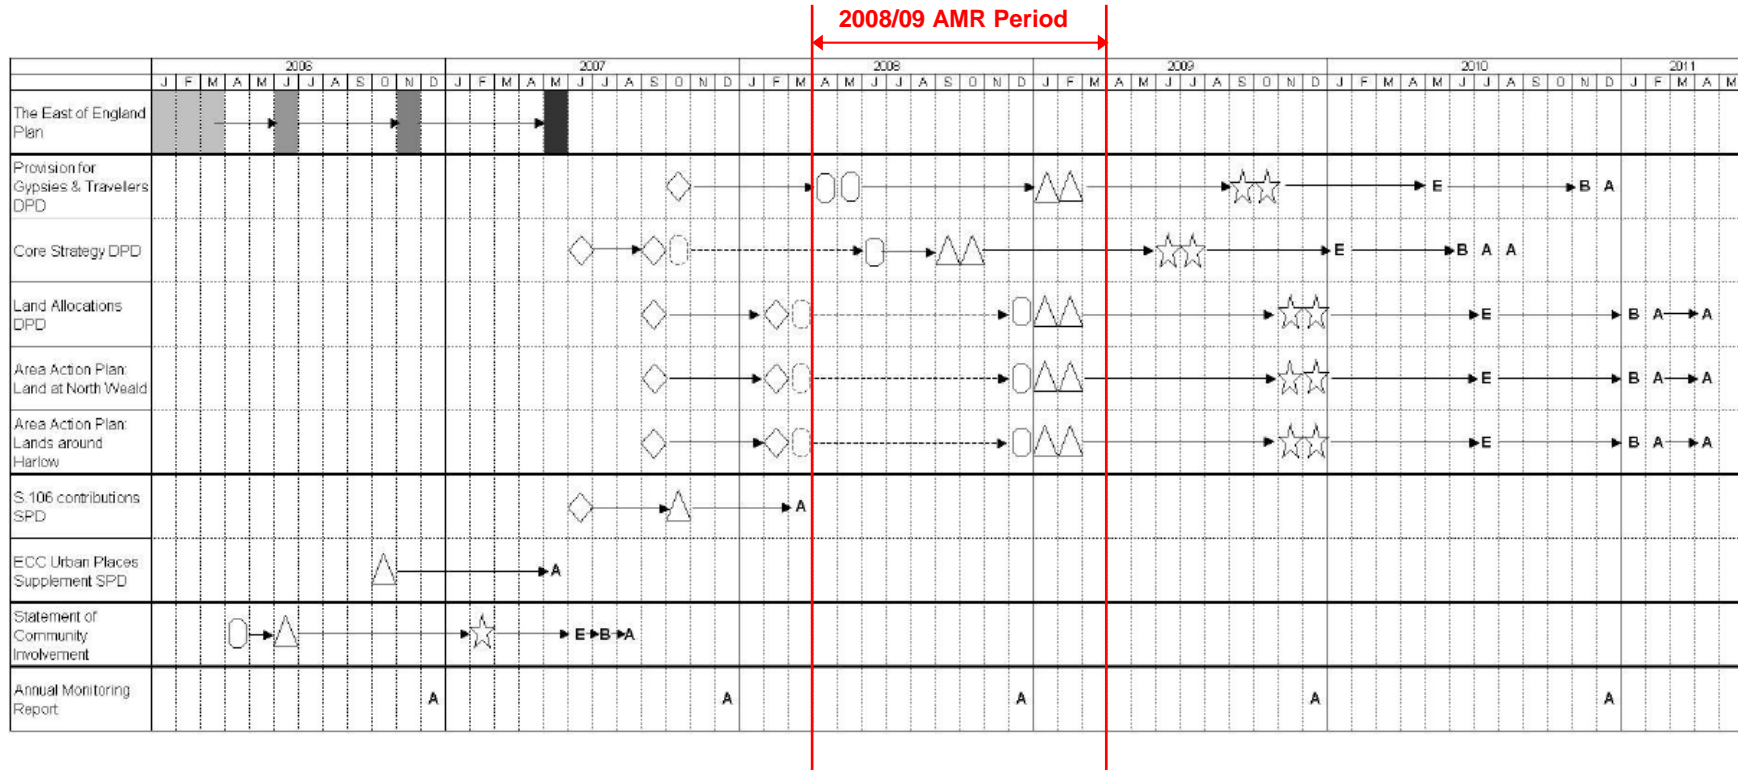 2008/09 AMR Period
2006 2007 2008 2009 2010 2011
J F M A M J J A S O N D J F M A M J J A S O N D J F M A M J J A S O N D J F M A M J J A S O N D J F M A M J J A S O N D J F M A M
The East of England
Plan
Provision for
Gypsies & Travellers
DPD
E B A
Core Strategy DPD
E B A A
Land Allocations
DPD
E B A A
Area Action Plan:
Land at North Weald
E B A A
Area Action Plan:
Lands around
Harlow
E B A A
S.106 contributions
SPD
A
ECC Urban Places
Supplement SPD
A
Statement of
Community
Involvement
E B A
Annual Monitoring
Report
A A A A A